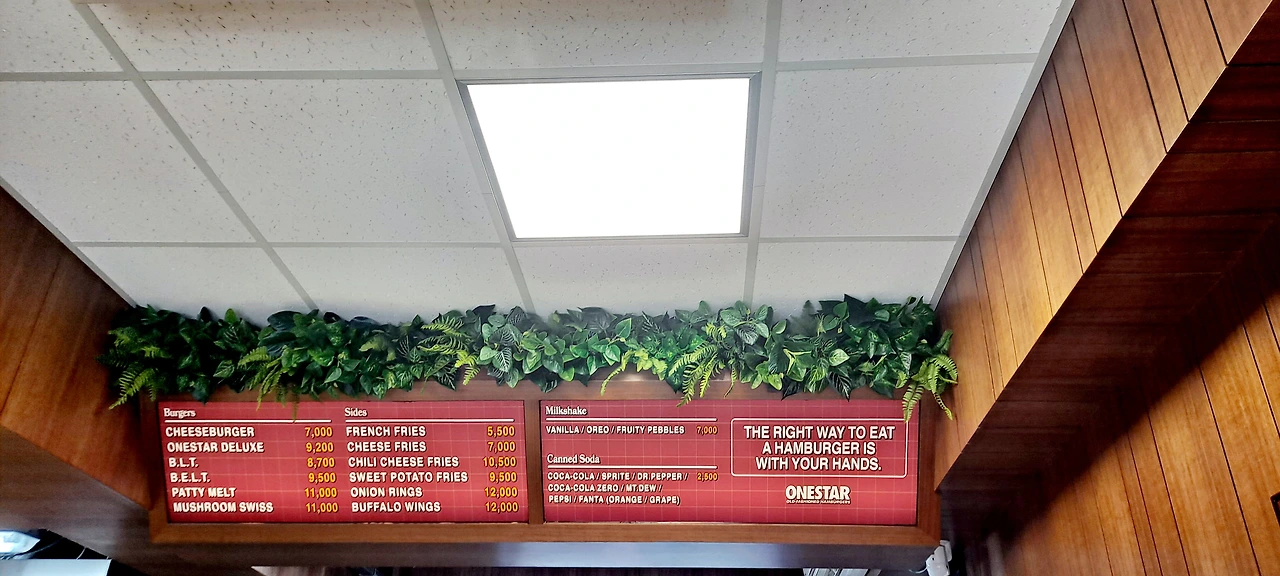 Burgers
CHEESEBURGER 7,000
ONESTAR DELUXE 9,200
B.L.T. 8,700
B.E.L.T. 9,500
PATTY MELT 11,000
MUSHROOM SWISS 11,000
Sides
FRENCH FRIES 5,500
CHEESE FRIES 7,000
CHILI CHEESE FRIES 10,500
SWEET POTATO FRIES 9,500
ONION RINGS 12,000
BUFFALO WINGS 12,000
Milkshake
VANILLA / OREO / FRUITY PEBBLES 7,000
Canned Soda
COCA-COLA / SPRITE / DR.PEPPER / 2,500
COCA-COLA ZERO / MT.DEW /
PEPSI / FANTA (ORANGE / GRAPE)
THE RIGHT WAY TO EAT
A HAMBURGER IS
WITH YOUR HANDS.
ONESTAR
OLD FASHIONED HAMBURGERS